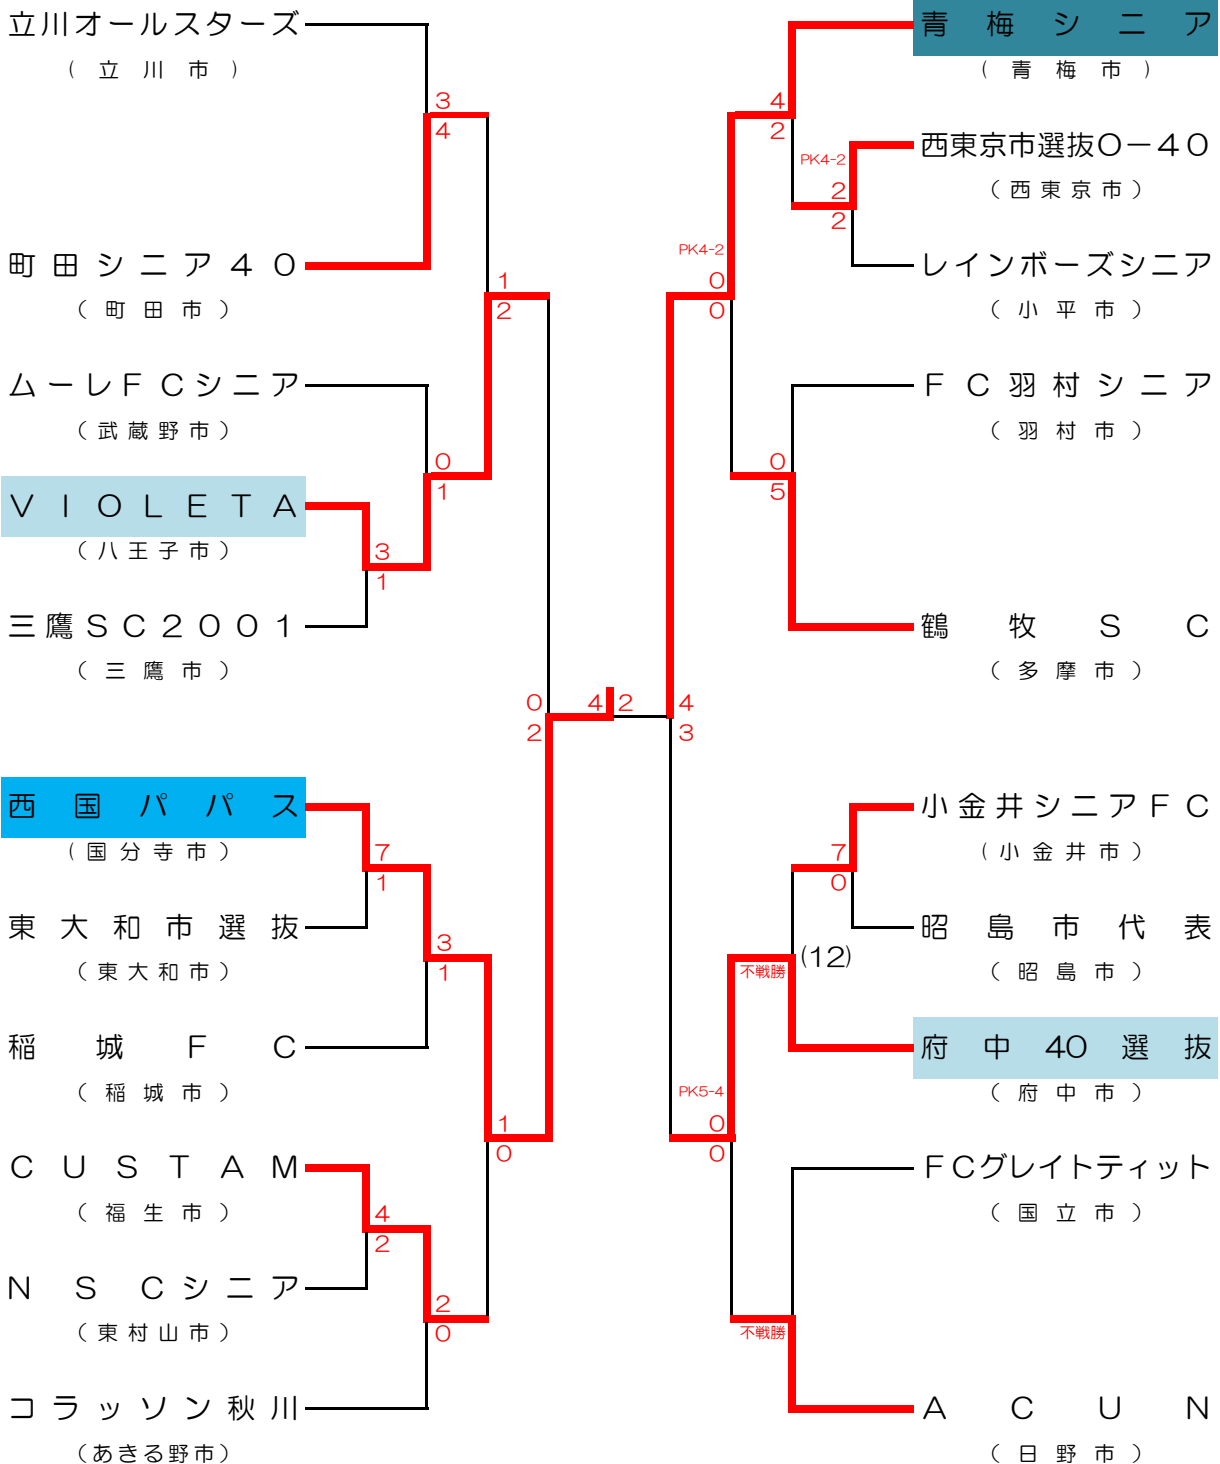 立川オールスターズ
(立川市)
3
4
町田シニア40
(町田市)
1
2
ムーレFCシニア
(武蔵野市)
0
1
VIOLETA
(八王子市)
3
1
三鷹SC2001
(三鷹市)
0
2
4
2
西国パパス
(国分寺市)
7
1
東大和市選抜
(東大和市)
3
1
稲城FC
(稲城市)
1
0
CUSTAM
(福生市)
4
2
NSCシニア
(東村山市)
2
0
コラッソン秋川
(あきる野市)
青梅シニア
(青梅市)
4
2
西東京市選抜O-40
(西東京市)
PK4-2
2
2
レインボーズシニア
(小平市)
PK4-2
0
0
FC羽村シニア
(羽村市)
0
5
鶴牧SC
(多摩市)
4
3
小金井シニアFC
(小金井市)
7
0
昭島市代表
(昭島市)
不戦勝
(12)
府中40選抜
(府中市)
PK5-4
0
0
FCグレイトティット
(国立市)
不戦勝
ACUN
(日野市)